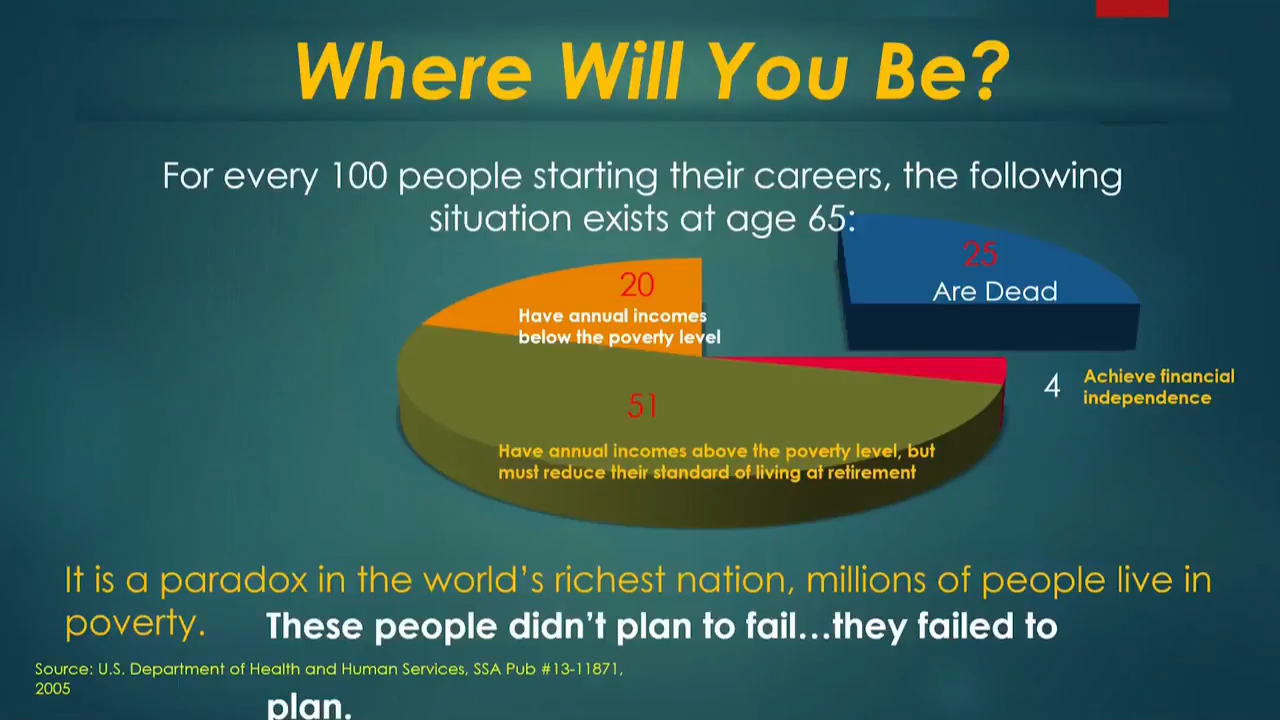 Where Will You Be?
For every 100 people starting their careers, the following
situation exists at age 65:
25
Are Dead
20
Have annual incomes
below the poverty level
4
Achieve financial
independence
51
Have annual incomes above the poverty level, but
must reduce their standard of living at retirement
It is a paradox in the world's richest nation, millions of people live in
poverty.
These people didn't plan to fail...they failed to
plan.
Source: U.S. Department of Health and Human Services, SSA Pub #13-11871,
2005